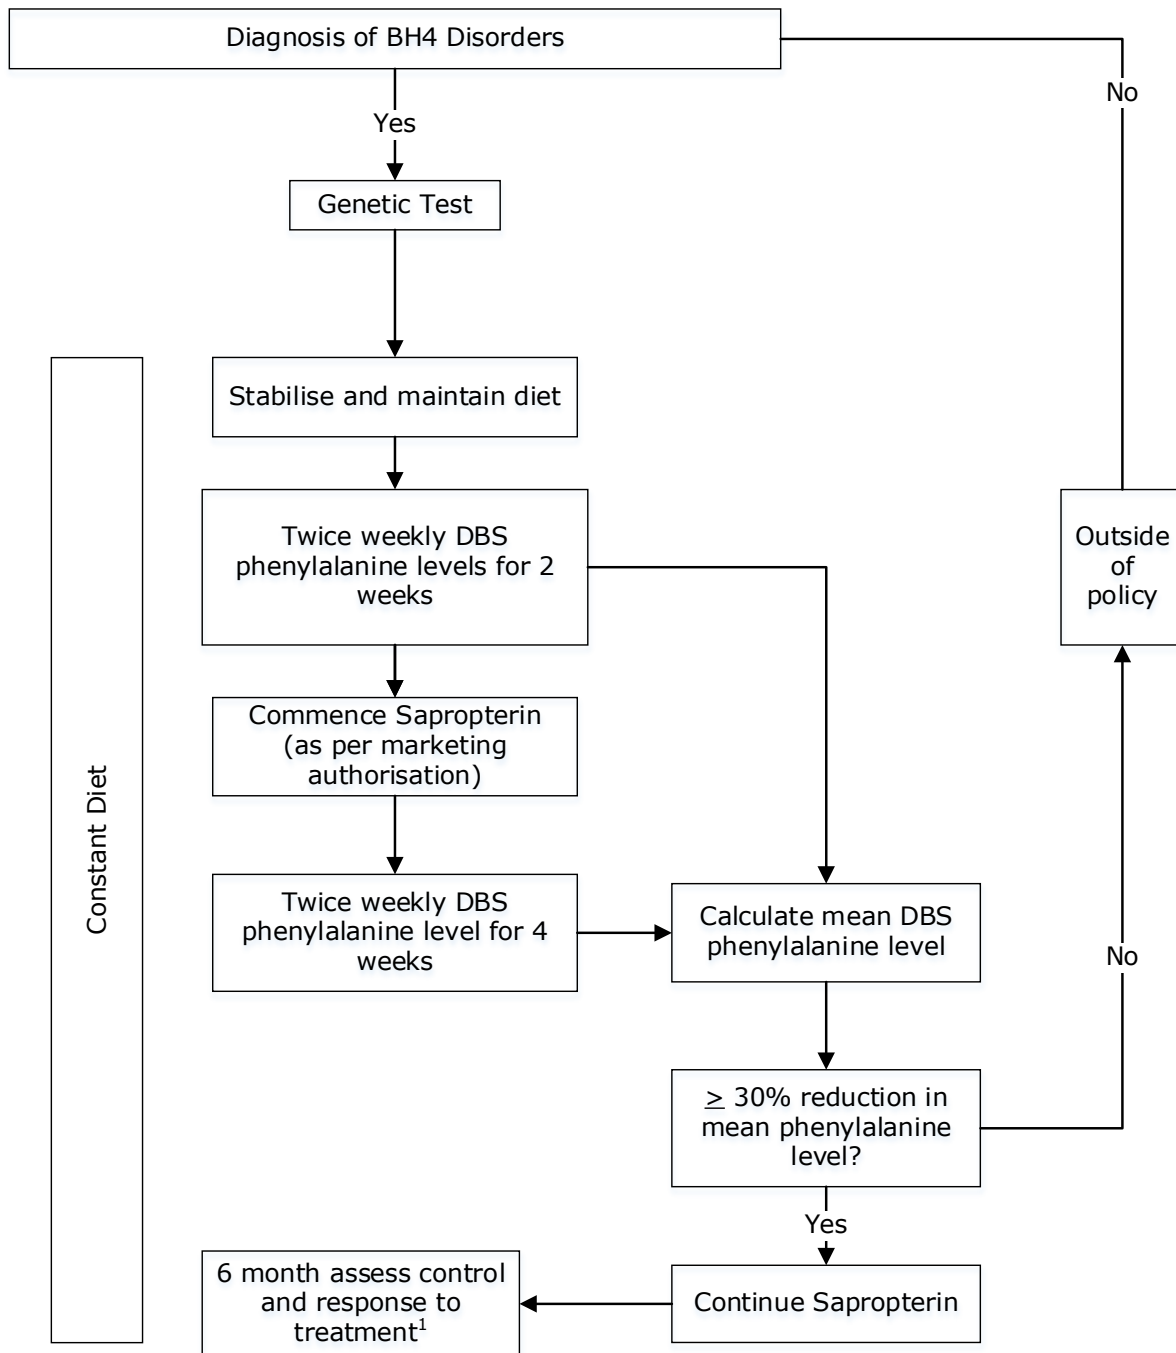 Diagnosis of BH4 Disorders
No
Yes
Genetic Test
Stabilise and maintain diet
Twice weekly DBS
phenylalanine levels for 2
weeks
Outside
of
policy
Commence Sapropterin
(as per marketing
authorisation)
Constant Diet
Twice weekly DBS
phenylalanine level for 4
weeks
Calculate mean DBS
phenylalanine level
No
≥ 30% reduction in
mean phenylalanine
level?
Yes
6 month assess control
and response to
treatment¹
Continue Sapropterin